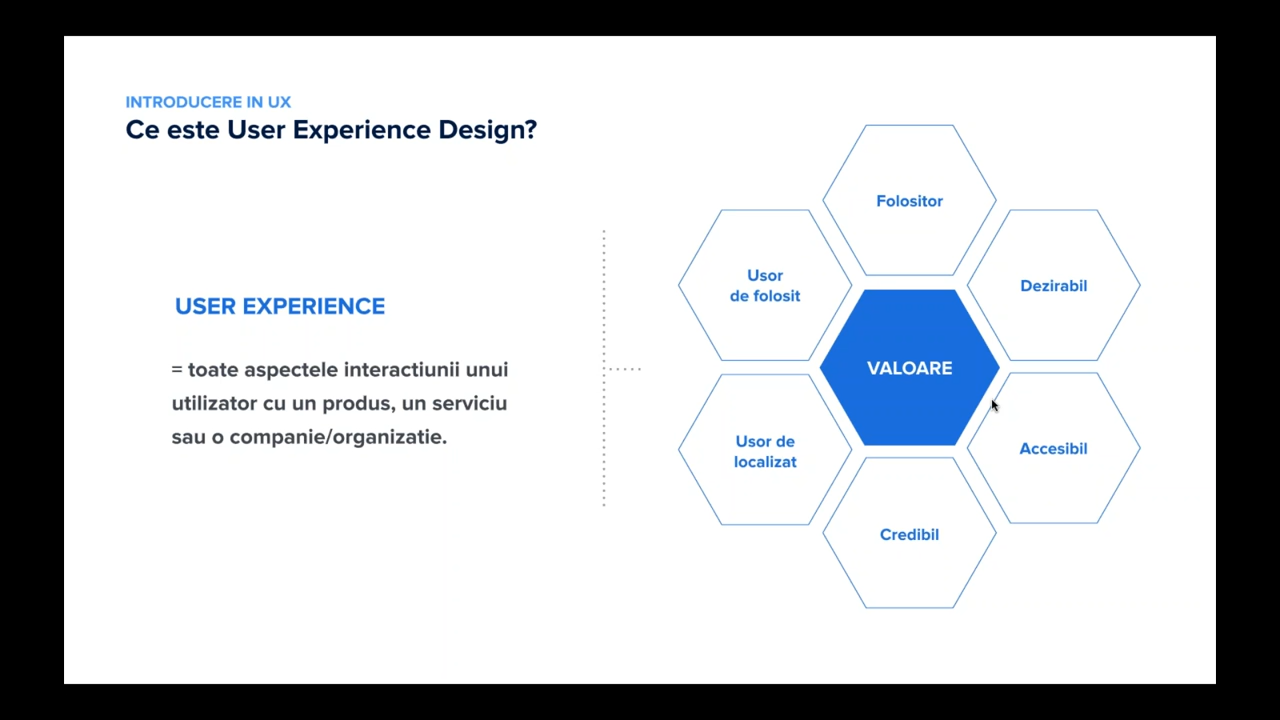 INTRODUCERE IN UX
Ce este User Experience Design?
USER EXPERIENCE
= toate aspectele interactiunii unui
utilizator cu un produs, un serviciu
sau o companie/organizatie.
Folositor
Usor
de folosit
Dezirabil
VALOARE
Usor de
localizat
Accesibil
Credibil